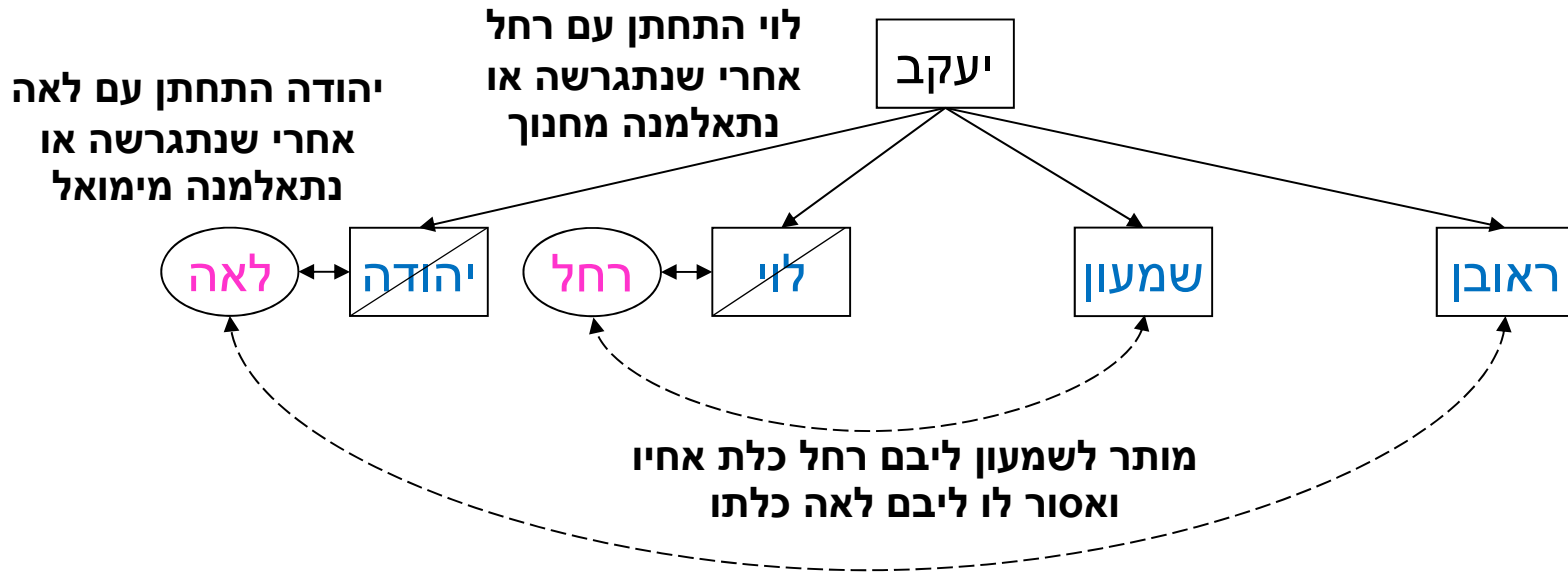 יעקב
לוי התחתן עם רחל
אחרי שנתגרשה או
נתאלמנה מחנוך
יהודה התחתן עם לאה
אחרי שנתגרשה או
נתאלמנה מימואל
ראובן
שמעון
לוי
רחל
יהודה
לאה
מותר לשמעון ליבם רחל כלת אחיו
ואסור לו ליבם לאה כלתו